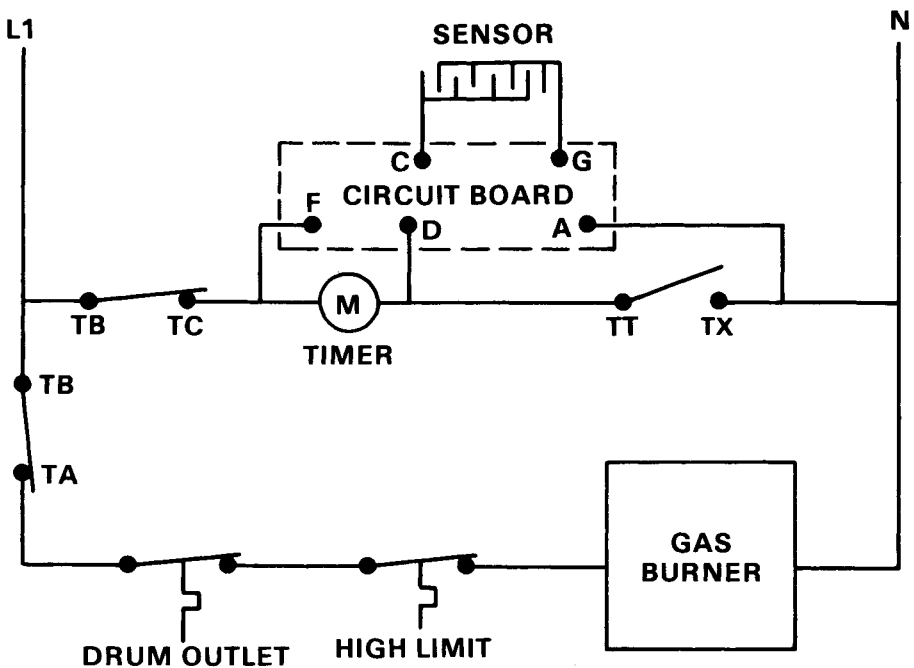 L1
N
SENSOR
C
G
CIRCUIT BOARD
F
D
A
TB
TC
M
TIMER
TT
TX
TB
TA
GAS
BURNER
DRUM OUTLET
HIGH LIMIT